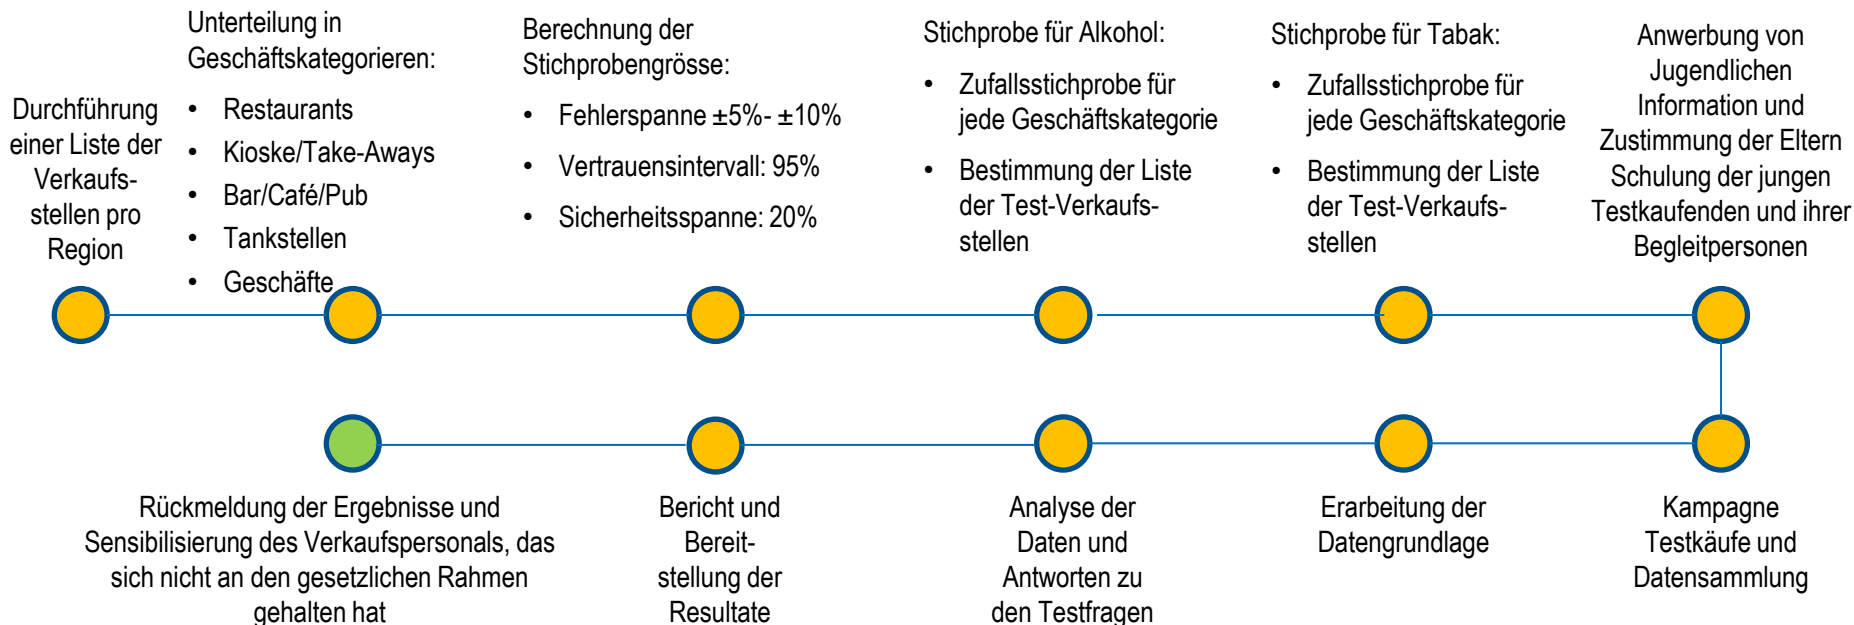 Durchführung
einer Liste der
Verkaufs-
stellen pro
Region
Unterteilung in
Geschäftskategorieren:
• Restaurants
• Kioske/Take-Aways
• Bar/Café/Pub
• Tankstellen
• Geschäfte
Berechnung der
Stichprobengrösse:
• Fehlerspanne ±5%- ±10%
• Vertrauensintervall: 95%
• Sicherheitsspanne: 20%
Stichprobe für Alkohol:
• Zufallsstichprobe für
jede Geschäftskategorie
• Bestimmung der Liste
der Test-Verkaufs-
stellen
Stichprobe für Tabak:
• Zufallsstichprobe für
jede Geschäftskategorie
• Bestimmung der Liste
der Test-Verkaufs-
stellen
Anwerbung von
Jugendlichen
Information und
Zustimmung der Eltern
Schulung der jungen
Testkaufenden und ihrer
Begleitpersonen
Rückmeldung der Ergebnisse und
Sensibilisierung des Verkaufspersonals, das
sich nicht an den gesetzlichen Rahmen
gehalten hat
Bericht und
Bereit-
stellung der
Resultate
Analyse der
Daten und
Antworten zu
den Testfragen
Erarbeitung der
Datengrundlage
Kampagne
Testkäufe und
Datensammlung